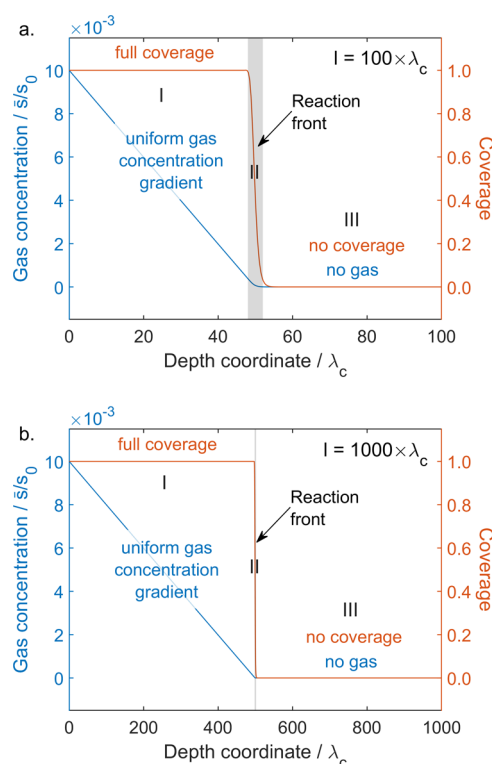 a.
×10⁻³
full coverage
I = 100×λc
10
8
6
4
2
0
Gas concentration / s̄/s₀
I
uniform gas
concentration
gradient
Reaction
front
II
III
no coverage
no gas
1.0
0.8
0.6
0.4
0.2
0.0
Coverage
0 20 40 60 80 100
Depth coordinate / λc
b.
×10⁻³
full coverage
I = 1000×λc
10
8
6
4
2
0
Gas concentration / s̄/s₀
I
uniform gas
concentration
gradient
Reaction
front
II
III
no coverage
no gas
1.0
0.8
0.6
0.4
0.2
0.0
Coverage
0 200 400 600 800 1000
Depth coordinate / λc